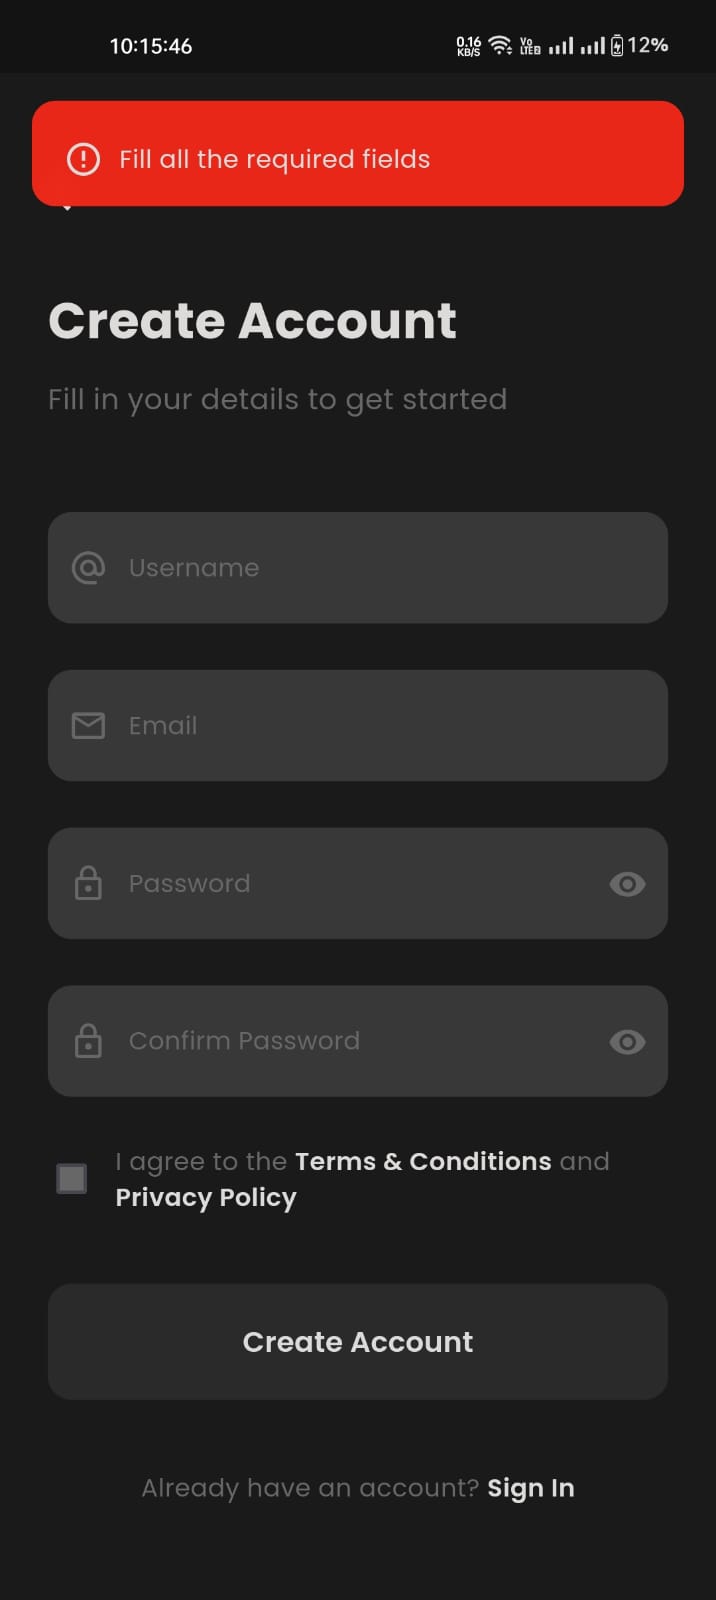 10:15:46 0.16 KB/S Vo LTE2 12%
Fill all the required fields
Create Account
Fill in your details to get started
Username
Email
Password
Confirm Password
I agree to the Terms & Conditions and
Privacy Policy
Create Account
Already have an account? Sign In